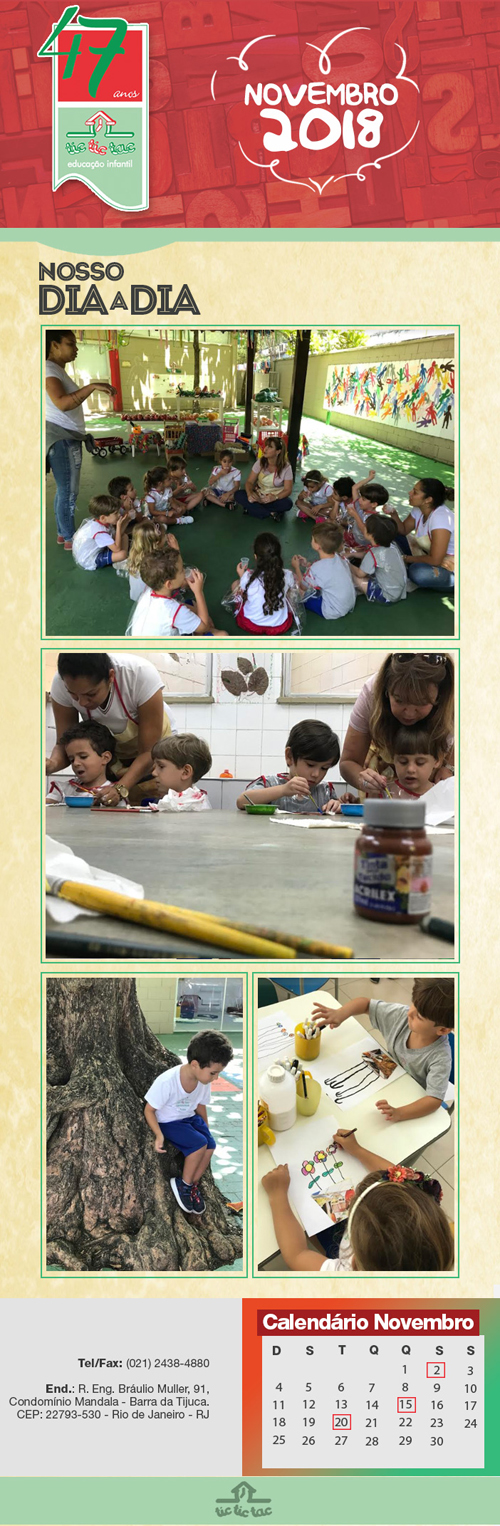 47
anos
tic tic tac
educação infantil
NOVEMBRO
2018
NOSSO
DIA A DIA
Tinta
Tecido
ACRILEX
Tel/Fax: (021) 2438-4880
End.: R. Eng. Bráulio Muller, 91,
Condomínio Mandala - Barra da Tijuca.
CEP: 22793-530 - Rio de Janeiro - RJ
Calendário Novembro
D S T Q Q S S
1 2 3
4 5 6 7 8 9 10
11 12 13 14 15 16 17
18 19 20 21 22 23 24
25 26 27 28 29 30
tic tic tac